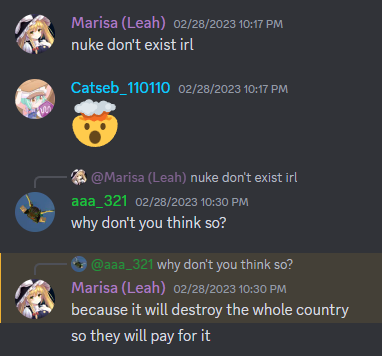 Marisa (Leah) 02/28/2023 10:17 PM
nuke don't exist irl
Catseb_110110 02/28/2023 10:17 PM
@Marisa (Leah) nuke don't exist irl
aaa_321 02/28/2023 10:30 PM
why don't you think so?
@aaa_321 why don't you think so?
Marisa (Leah) 02/28/2023 10:30 PM
because it will destroy the whole country
so they will pay for it